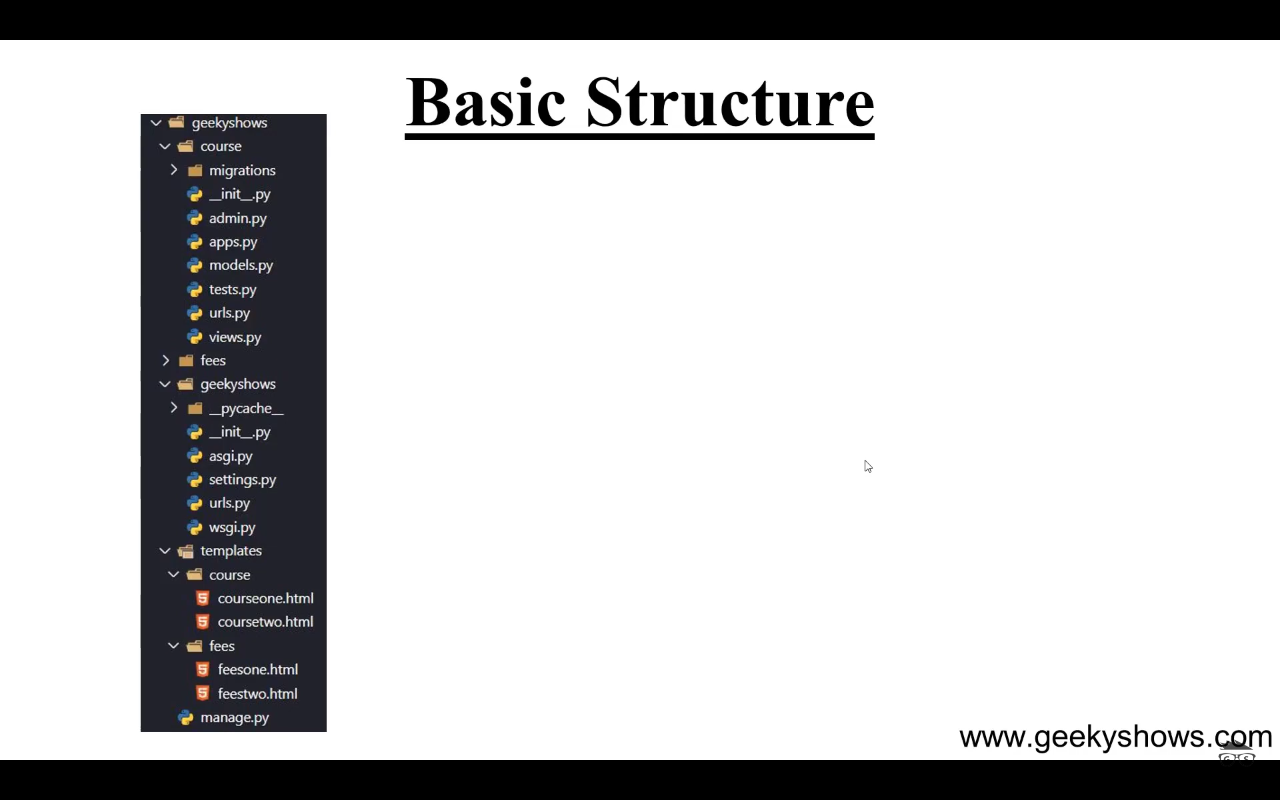 Basic Structure
geekyshows
course
migrations
__init__.py
admin.py
apps.py
models.py
tests.py
urls.py
views.py
fees
geekyshows
__pycache__
__init__.py
asgi.py
settings.py
urls.py
wsgi.py
templates
course
courseone.html
coursetwo.html
fees
feesone.html
feestwo.html
manage.py
www.geekyshows.com